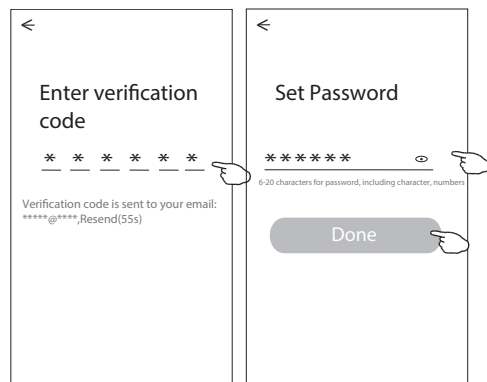 Enter verification
code
* * * * * *
Verification code is sent to your email:
*****@****,Resend(55s)
Set Password
******
6-20 characters for password, including character, numbers
Done